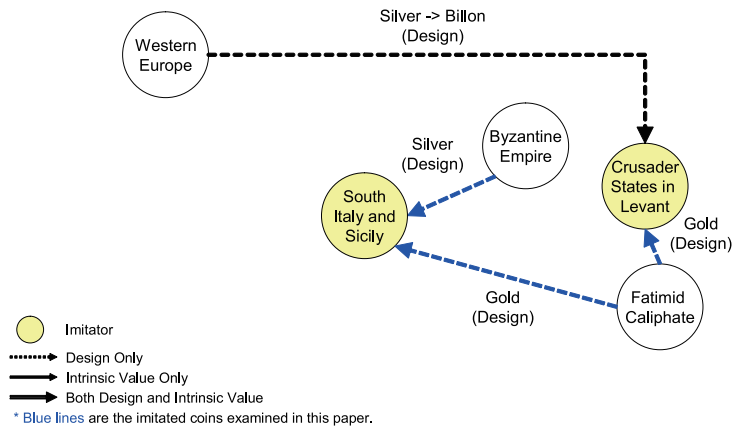 Silver -> Billon
(Design)
Western
Europe
Byzantine
Empire
Silver
(Design)
Crusader
States in
Levant
South
Italy and
Sicily
Gold
(Design)
Gold
(Design)
Fatimid
Caliphate
Imitator
Design Only
Intrinsic Value Only
Both Design and Intrinsic Value
* Blue lines are the imitated coins examined in this paper.